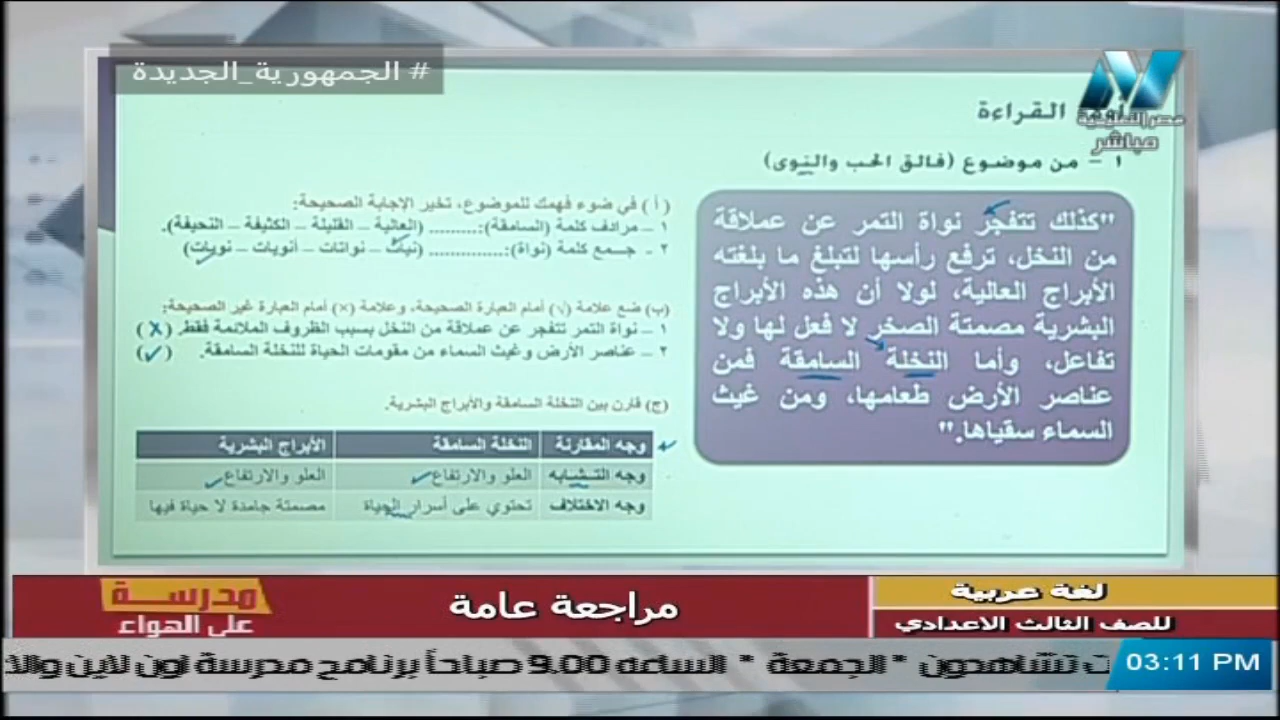 # الجمهورية_الجديدة
مصر التعليمية
مباشر
القراءة
١ - من موضوع (فالق الحب والنوى)
"كذلك تتفجر نواة التمر عن عملاقة
من النخل، ترفع رأسها لتبلغ ما بلغته
الأبراج العالية، لولا أن هذه الأبراج
البشرية مصمتة الصخر لا فعل لها ولا
تفاعل، وأما النخلة السامقة فمن
عناصر الأرض طعامها، ومن غيث
السماء سقياها."
(أ) في ضوء فهمك للموضوع، تخير الإجابة الصحيحة:
١ - مرادف كلمة (السامقة): ......... (العالية - القليلة - الكثيفة - النحيفة).
٢ - جمع كلمة (نواة): .............. ( - نواتات - أنويات - نويات)
(ب) ضع علامة (√) أمام العبارة الصحيحة، وعلامة (×) أمام العبارة غير الصحيحة:
١ - نواة التمر تتفجر عن عملاقة من النخل بسبب الظروف الملائمة فقط. (X)
٢ - عناصر الأرض وغيث السماء من مقومات الحياة للنخلة السامقة. (✓)
(ج) قارن بين النخلة السامقة والأبراج البشرية.
وجه المقارنة النخلة السامقة الأبراج البشرية
وجه التشابه العلو والارتفاع العلو والارتفاع
وجه الاختلاف تحتوي على أسرار الحياة مصمتة جامدة لا حياة فيها
لغة عربية
للصف الثالث الاعدادي
مراجعة عامة
مدرسة
على الهواء
03:11 PM
ت تشاهدون * الجمعة * الساعه 9.00 صباحاً برنامج مدرسة اون لاين والأ